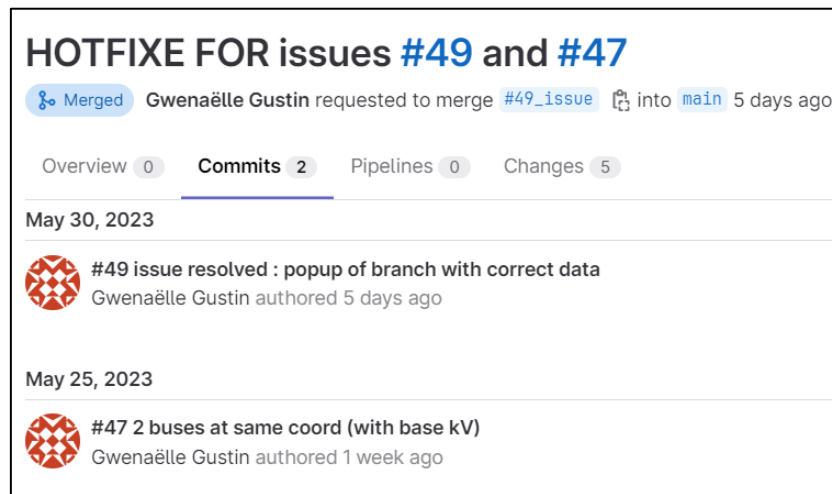 HOTFIXE FOR issues #49 and #47
Merged Gwenaëlle Gustin requested to merge #49_issue into main 5 days ago
Overview 0 Commits 2 Pipelines 0 Changes 5
May 30, 2023
#49 issue resolved : popup of branch with correct data
Gwenaëlle Gustin authored 5 days ago
May 25, 2023
#47 2 buses at same coord (with base kV)
Gwenaëlle Gustin authored 1 week ago